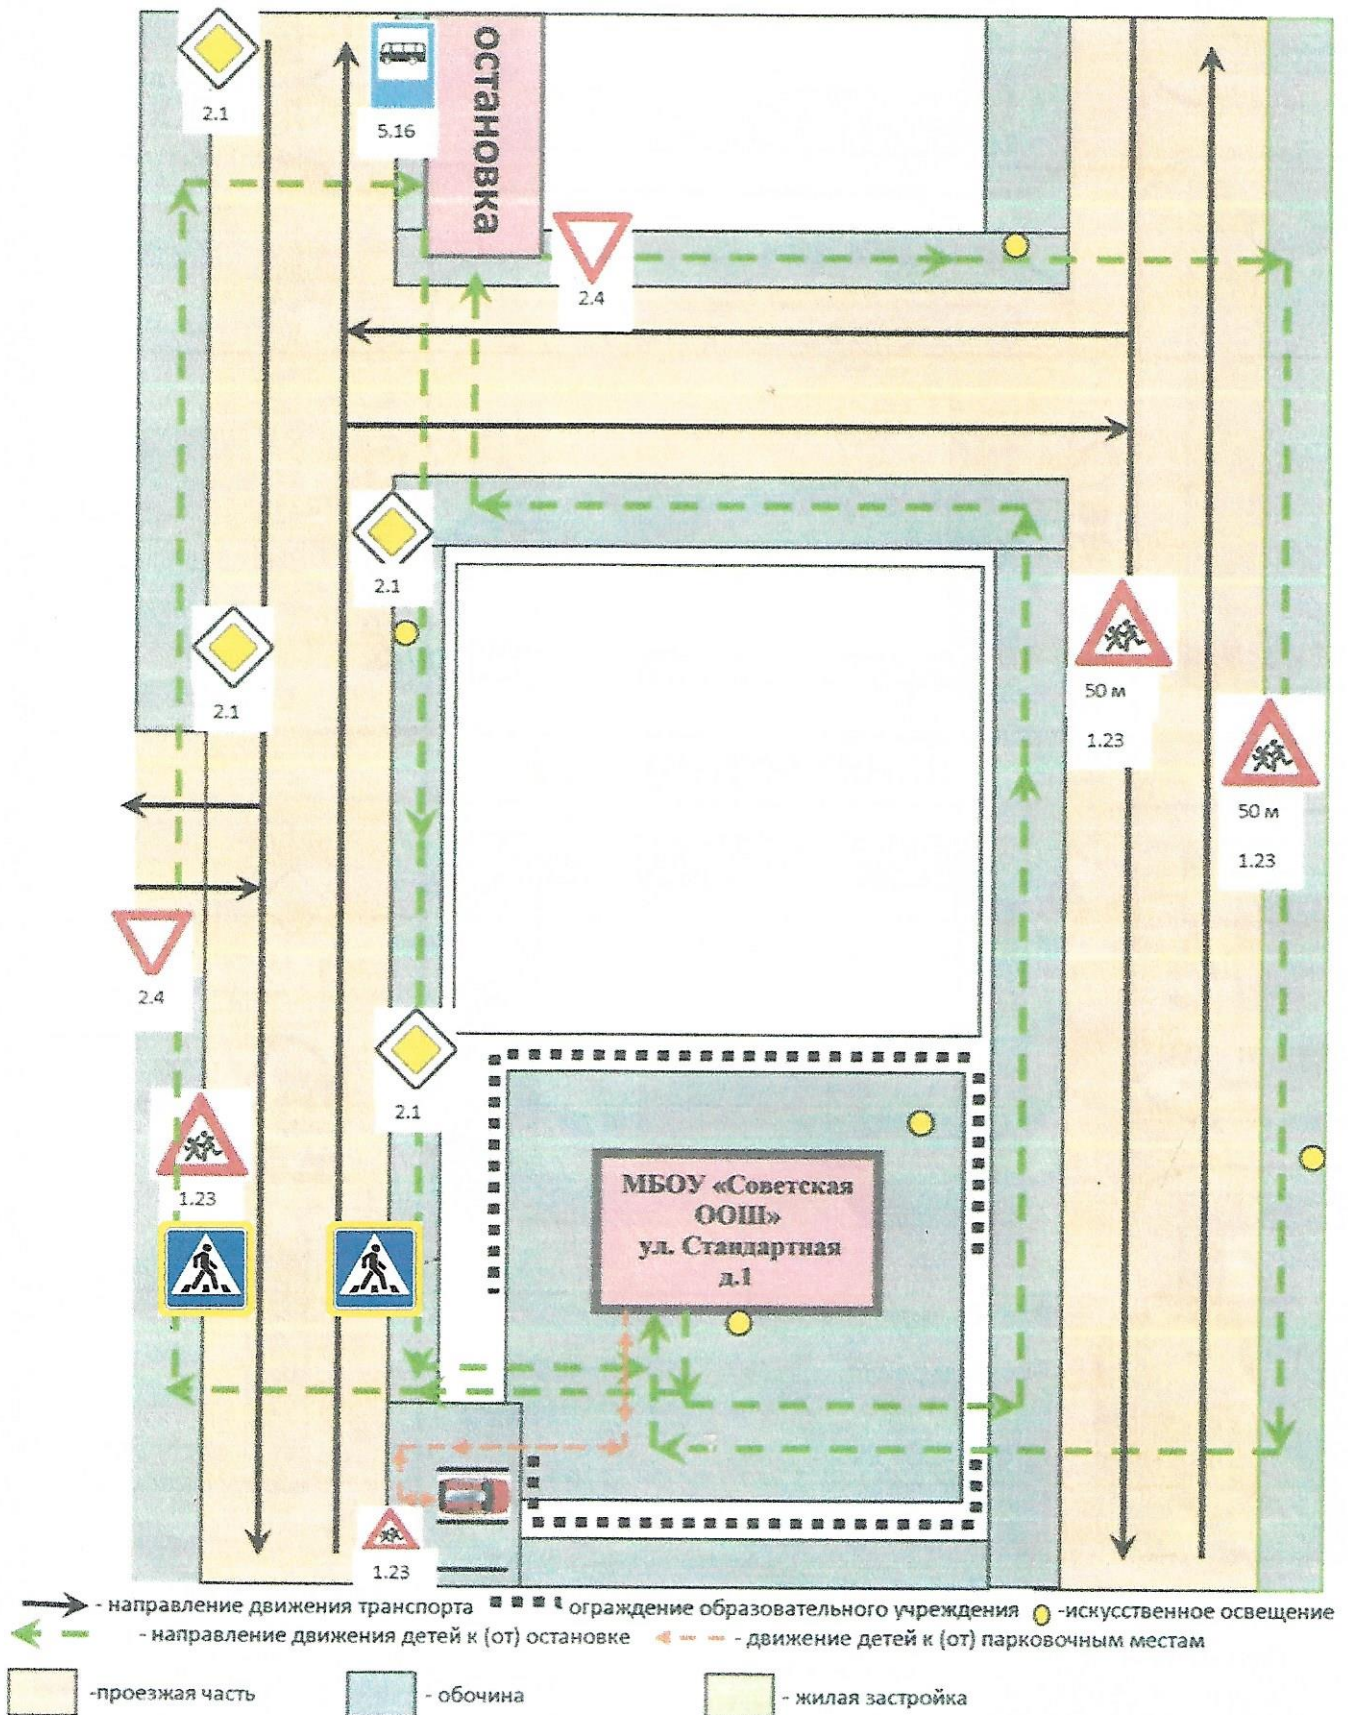 2.1
5.16
ОСТАНОВКА
2.4
2.1
2.1
50 м
1.23
50 м
1.23
2.4
2.1
1.23
МБОУ «Советская
ООШ»
ул. Стандартная
д.1
1.23
- направление движения транспорта
ограждение образовательного учреждения
-искусственное освещение
- направление движения детей к (от) остановке
- движение детей к (от) парковочным местам
-проезжая часть
- обочина
- жилая застройка